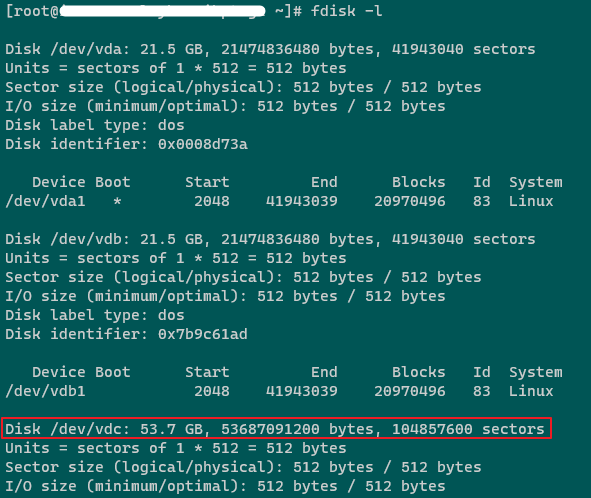 [root@ ~]# fdisk -l
Disk /dev/vda: 21.5 GB, 21474836480 bytes, 41943040 sectors
Units = sectors of 1 * 512 = 512 bytes
Sector size (logical/physical): 512 bytes / 512 bytes
I/O size (minimum/optimal): 512 bytes / 512 bytes
Disk label type: dos
Disk identifier: 0x0008d73a
Device Boot Start End Blocks Id System
/dev/vda1 * 2048 41943039 20970496 83 Linux
Disk /dev/vdb: 21.5 GB, 21474836480 bytes, 41943040 sectors
Units = sectors of 1 * 512 = 512 bytes
Sector size (logical/physical): 512 bytes / 512 bytes
I/O size (minimum/optimal): 512 bytes / 512 bytes
Disk label type: dos
Disk identifier: 0x7b9c61ad
Device Boot Start End Blocks Id System
/dev/vdb1 2048 41943039 20970496 83 Linux
Disk /dev/vdc: 53.7 GB, 53687091200 bytes, 104857600 sectors
Units = sectors of 1 * 512 = 512 bytes
Sector size (logical/physical): 512 bytes / 512 bytes
I/O size (minimum/optimal): 512 bytes / 512 bytes